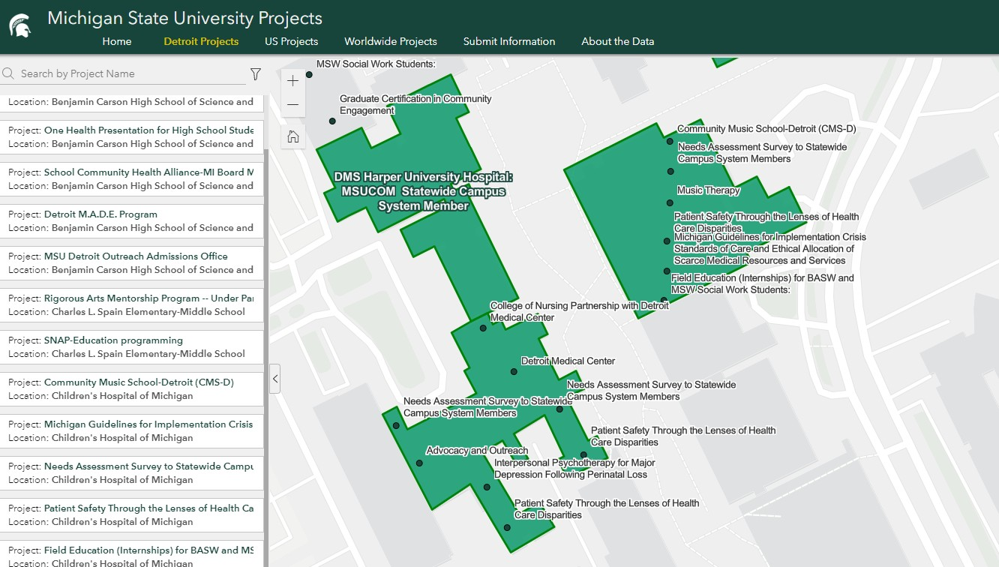 Michigan State University Projects
Home Detroit Projects US Projects Worldwide Projects Submit Information About the Data
Search by Project Name
Location: Benjamin Carson High School of Science and
Project: One Health Presentation for High School Stude
Location: Benjamin Carson High School of Science and
Project: School Community Health Alliance-MI Board M
Location: Benjamin Carson High School of Science and
Project: Detroit M.A.D.E. Program
Location: Benjamin Carson High School of Science and
Project: MSU Detroit Outreach Admissions Office
Location: Benjamin Carson High School of Science and
Project: Rigorous Arts Mentorship Program -- Under Par
Location: Charles L. Spain Elementary-Middle School
Project: SNAP-Education programming
Location: Charles L. Spain Elementary-Middle School
Project: Community Music School-Detroit (CMS-D)
Location: Children's Hospital of Michigan
Project: Michigan Guidelines for Implementation Crisis
Location: Children's Hospital of Michigan
Project: Needs Assessment Survey to Statewide Campu
Location: Children's Hospital of Michigan
Project: Patient Safety Through the Lenses of Health Ca
Location: Children's Hospital of Michigan
Project: Field Education (Internships) for BASW and MS
Location: Children's Hospital of Michigan
MSW Social Work Students:
Graduate Certification in Community
Engagement
DMS Harper University Hospital:
MSUCOM Statewide Campus
System Member
Community Music School-Detroit (CMS-D)
Needs Assessment Survey to Statewide
Campus System Members
Music Therapy
Patient Safety Through the Lenses of Health
Care Disparities
Michigan Guidelines for Implementation Crisis
Standards of Care and Ethical Allocation of
Scarce Medical Resources and Services
Field Education (Internships) for BASW and
MSW Social Work Students:
College of Nursing Partnership with Detroit
Medical Center
Detroit Medical Center
Needs Assessment Survey to Statewide
Campus System Members
Needs Assessment Survey to Statewide
Campus System Members
Patient Safety Through the Lenses of Health
Care Disparities
Advocacy and Outreach
Interpersonal Psychotherapy for Major
Depression Following Perinatal Loss
Patient Safety Through the Lenses of Health
Care Disparities